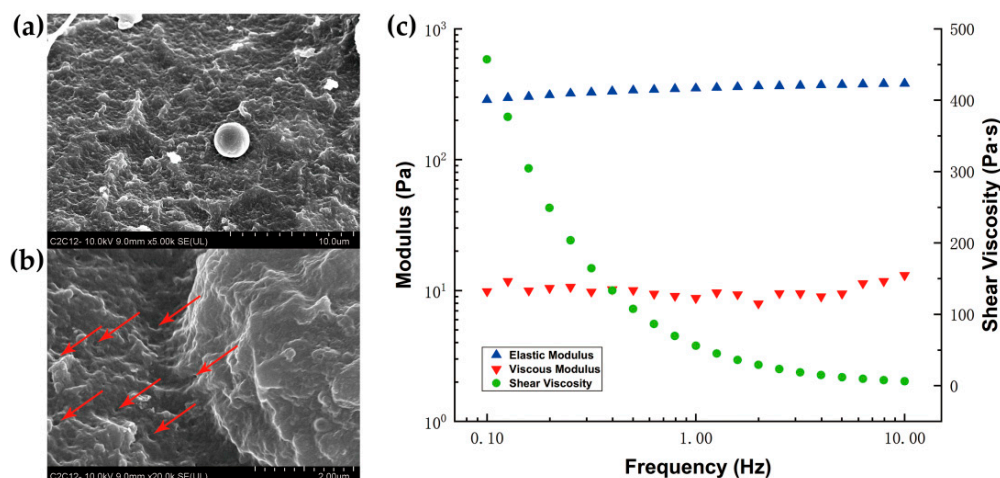 (a)
C2C12- 10.0kV 9.0mm x5.00k SE(UL)
10.0um
(b)
C2C12- 10.0kV 9.0mm x20.0k SE(UL)
2.00um
(c)
Modulus (Pa)
10³
10²
10¹
10⁰
Elastic Modulus
Viscous Modulus
Shear Viscosity
0.10
1.00
10.00
Frequency (Hz)
500
400
300
200
100
0
Shear Viscosity (Pa·s)